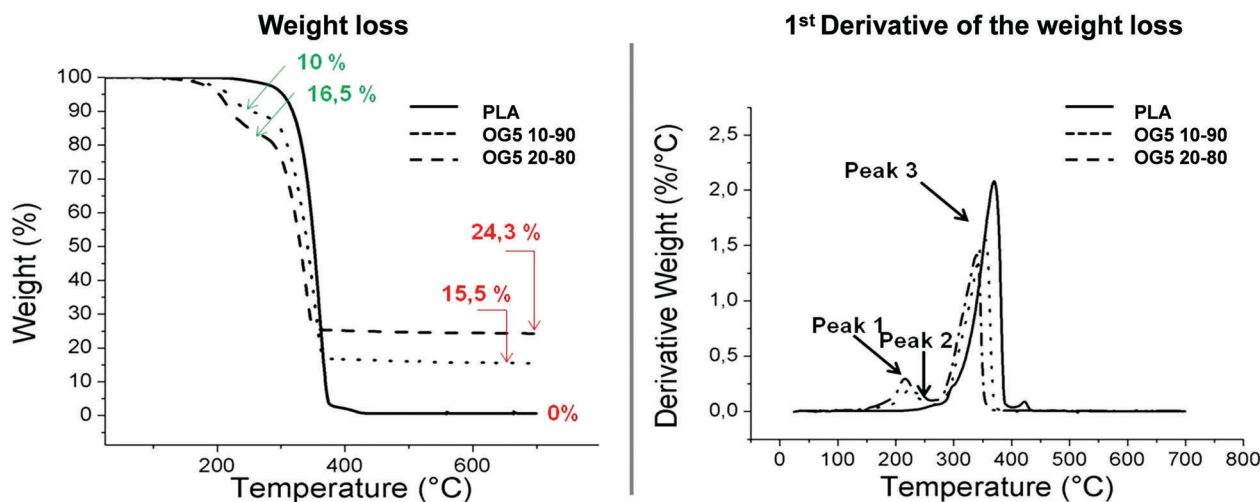 Weight loss
10 %
16,5 %
100
90
80
70
60
50
40
30
20
10
0
PLA
OG5 10-90
OG5 20-80
24,3 %
15,5 %
0%
200
400
600
Weight (%)
Temperature (°C)
1st Derivative of the weight loss
2,5
2,0
1,5
1,0
0,5
0,0
PLA
OG5 10-90
OG5 20-80
Peak 3
Peak 1
Peak 2
0
100
200
300
400
500
600
700
800
Derivative Weight (%/°C)
Temperature (°C)